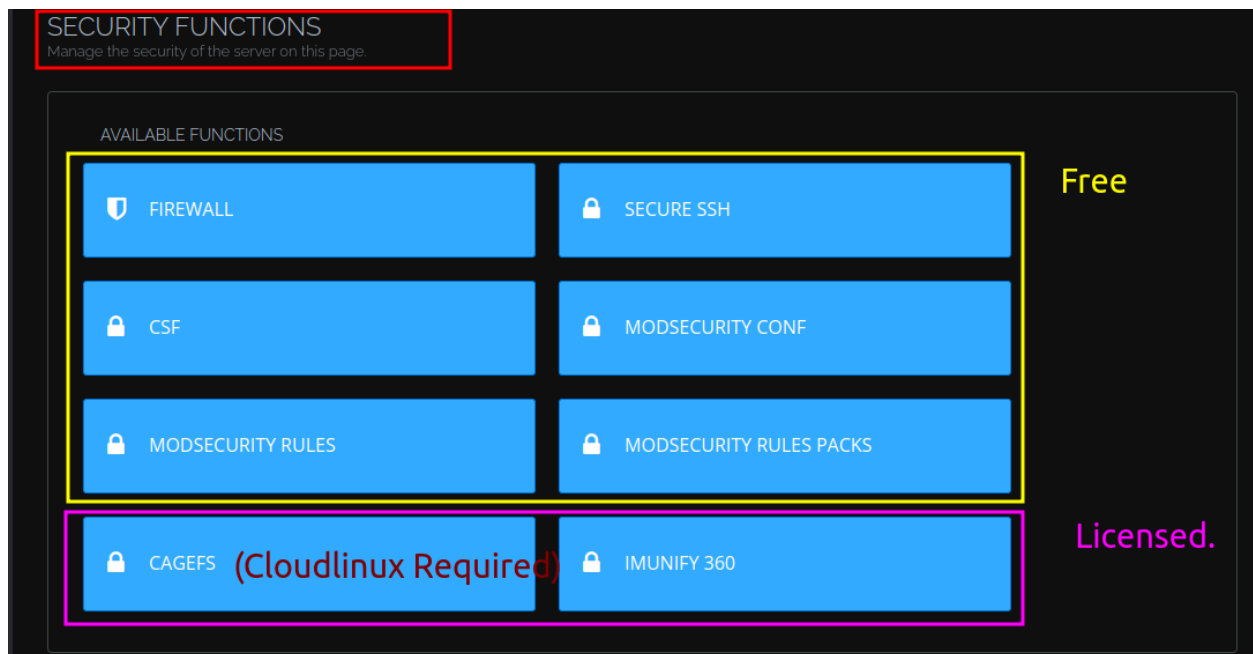 SECURITY FUNCTIONS
Manage the security of the server on this page.
AVAILABLE FUNCTIONS
Free
FIREWALL
SECURE SSH
CSF
MODSECURITY CONF
MODSECURITY RULES
MODSECURITY RULES PACKS
Licensed.
CAGEFS (Cloudlinux Required)
IMUNIFY 360